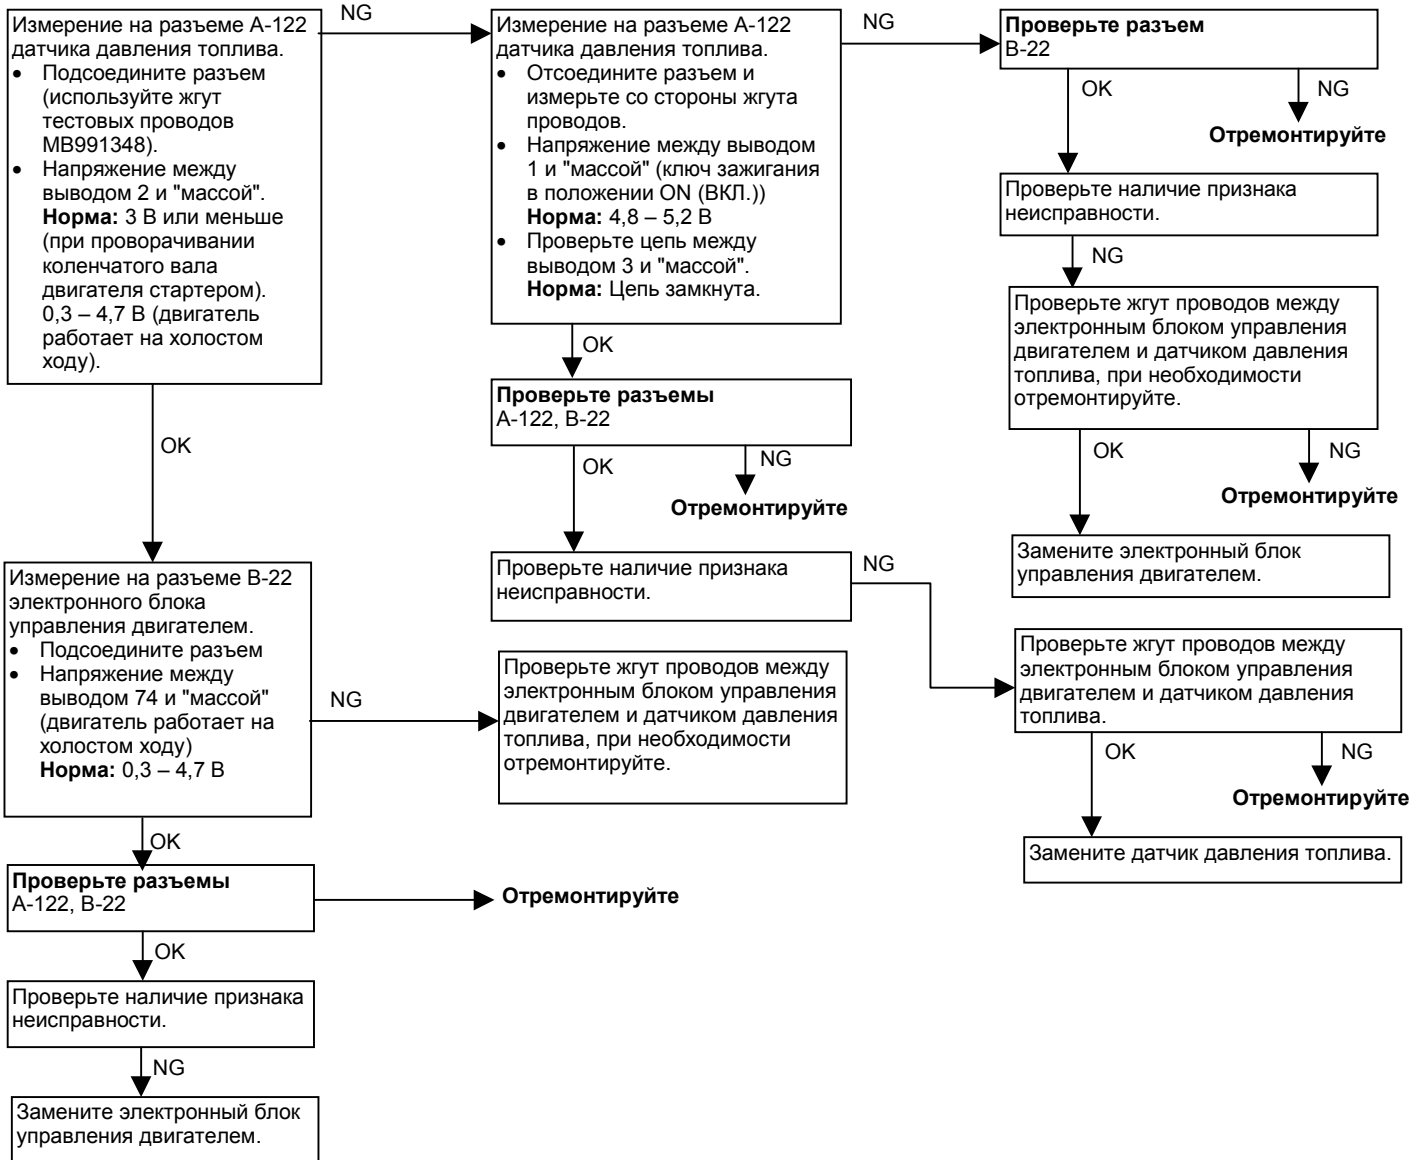 Измерение на разъеме А-122
датчика давления топлива.
• Подсоедините разъем
(используйте жгут
тестовых проводов
MB991348).
• Напряжение между
выводом 2 и "массой".
Норма: 3 В или меньше
(при проворачивании
коленчатого вала
двигателя стартером).
0,3 – 4,7 В (двигатель
работает на холостом
ходу).
NG
OK
Измерение на разъеме А-122
датчика давления топлива.
• Отсоедините разъем и
измерьте со стороны жгута
проводов.
• Напряжение между выводом
1 и "массой" (ключ зажигания
в положении ON (ВКЛ.))
Норма: 4,8 – 5,2 В
• Проверьте цепь между
выводом 3 и "массой".
Норма: Цепь замкнута.
NG
OK
Проверьте разъем
В-22
OK
NG
Отремонтируйте
Проверьте наличие признака
неисправности.
NG
Проверьте жгут проводов между
электронным блоком управления
двигателем и датчиком давления
топлива, при необходимости
отремонтируйте.
OK
NG
Отремонтируйте
Замените электронный блок
управления двигателем.
Проверьте разъемы
А-122, В-22
OK
NG
Отремонтируйте
Проверьте наличие признака
неисправности.
NG
Проверьте жгут проводов между
электронным блоком управления
двигателем и датчиком давления
топлива.
OK
NG
Отремонтируйте
Замените датчик давления топлива.
Измерение на разъеме В-22
электронного блока
управления двигателем.
• Подсоедините разъем
• Напряжение между
выводом 74 и "массой"
(двигатель работает на
холостом ходу)
Норма: 0,3 – 4,7 В
NG
Проверьте жгут проводов между
электронным блоком управления
двигателем и датчиком давления
топлива, при необходимости
отремонтируйте.
OK
Проверьте разъемы
А-122, В-22
Отремонтируйте
OK
Проверьте наличие признака
неисправности.
NG
Замените электронный блок
управления двигателем.